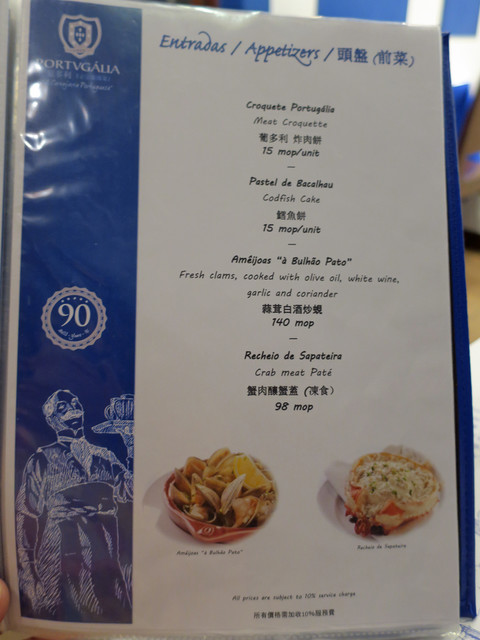 PORTVGÁLIA
Entradas / Appetizers / 頭盤 (前菜)
Croquete Portugália
Meat Croquette
葡多利 炸肉餅
15 mop/unit
—
Pastel de Bacalhau
Codfish Cake
鱈魚餅
15 mop/unit
—
Amêijoas "à Bulhão Pato"
Fresh clams, cooked with olive oil, white wine,
garlic and coriander
蒜茸白酒炒蜆
140 mop
—
Recheio de Sapateira
Crab meat Paté
蟹肉釀蟹蓋 (凍食)
98 mop
90
Amêijoas "à Bulhão Pato"
Recheio de Sapateira
All prices are subject to 10% service charge
所有價格需加收10%服務費